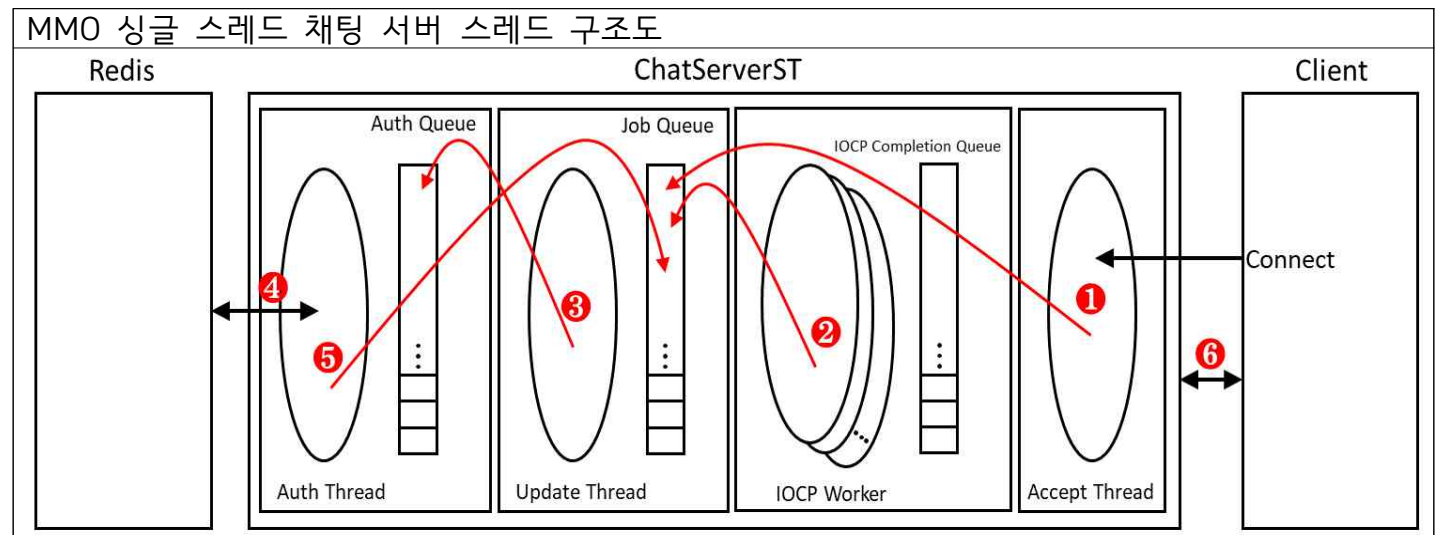 MMO 싱글 스레드 채팅 서버 스레드 구조도
Redis
ChatServerST
Client
Auth Queue
Job Queue
IOCP Completion Queue
Connect
❶
❷
❸
❹
❺
❻
Auth Thread
Update Thread
IOCP Worker
Accept Thread